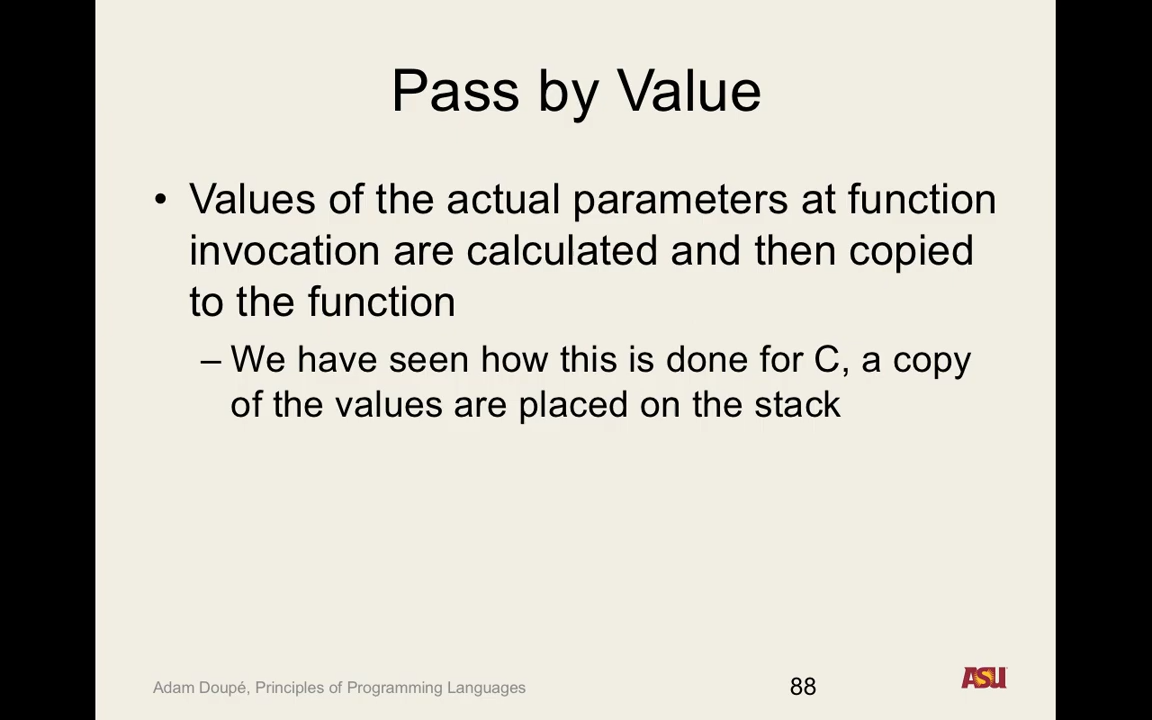 Pass by Value
• Values of the actual parameters at function
invocation are calculated and then copied
to the function
– We have seen how this is done for C, a copy
of the values are placed on the stack
Adam Doupé, Principles of Programming Languages
88
ASU